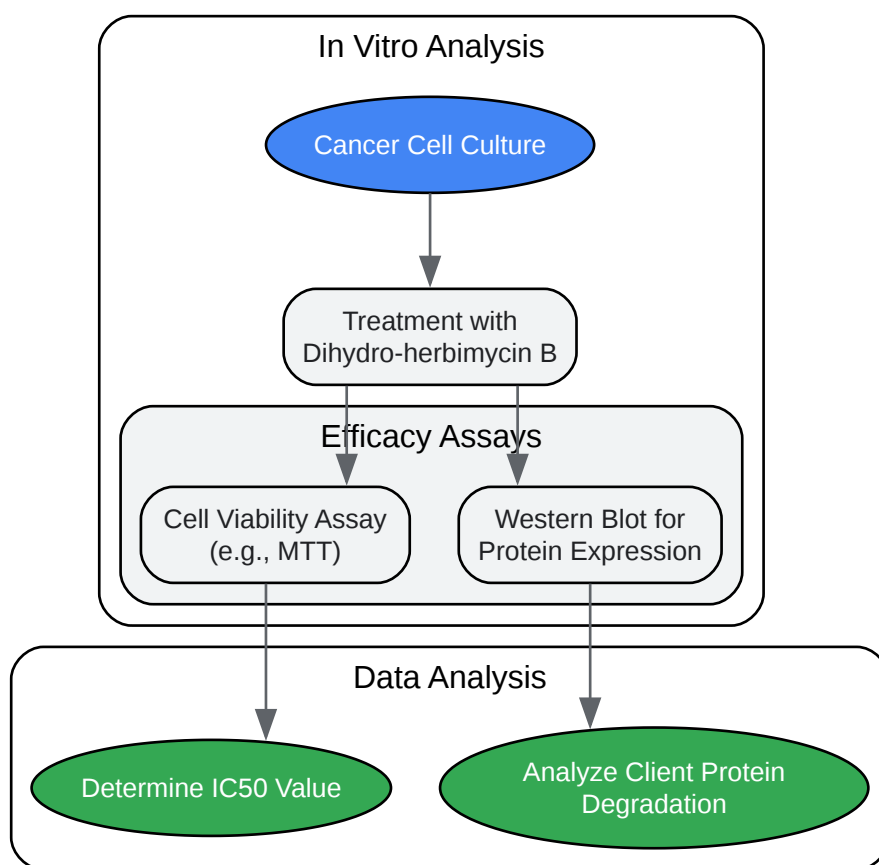 In Vitro Analysis
Cancer Cell Culture
Treatment with
Dihydro-herbimycin B
Efficacy Assays
Cell Viability Assay
(e.g., MTT)
Western Blot for
Protein Expression
Data Analysis
Determine IC50 Value
Analyze Client Protein
Degradation